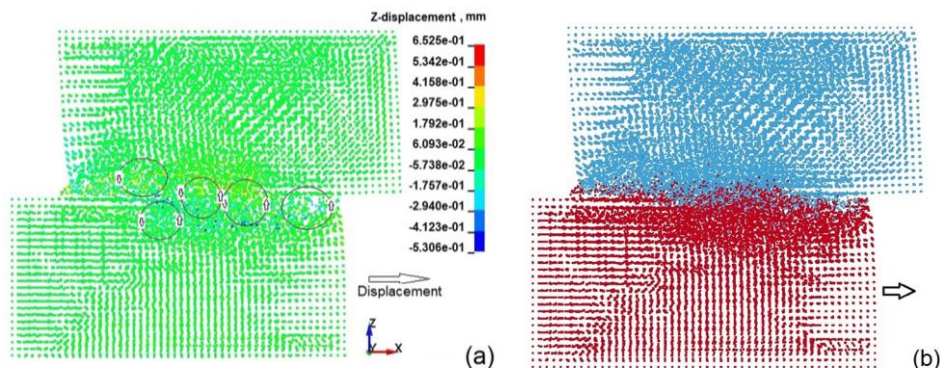 Z-displacement , mm
6.525e-01
5.342e-01
4.158e-01
2.975e-01
1.792e-01
6.093e-02
-5.738e-02
-1.757e-01
-2.940e-01
-4.123e-01
-5.306e-01
Displacement
Z
Y X
(a)
(b)